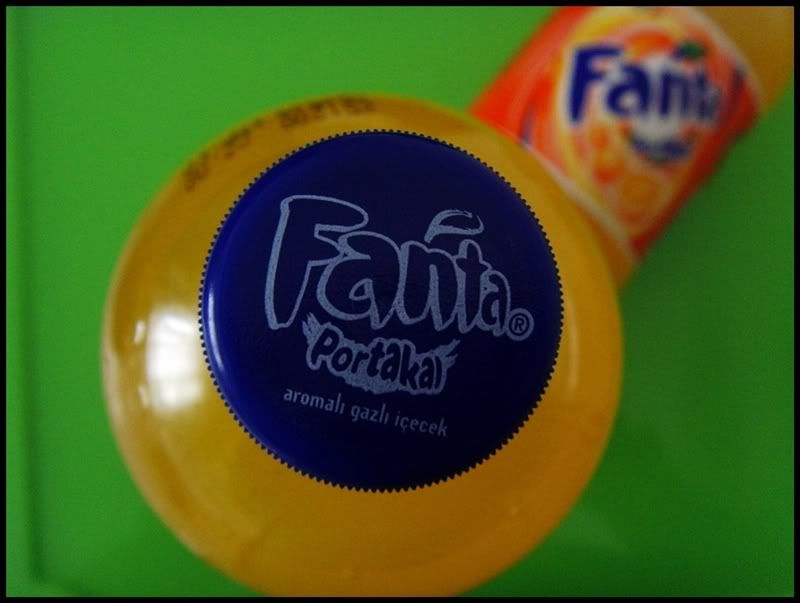 Fanta
Fanta®
Portakal
aromalı gazlı içecek